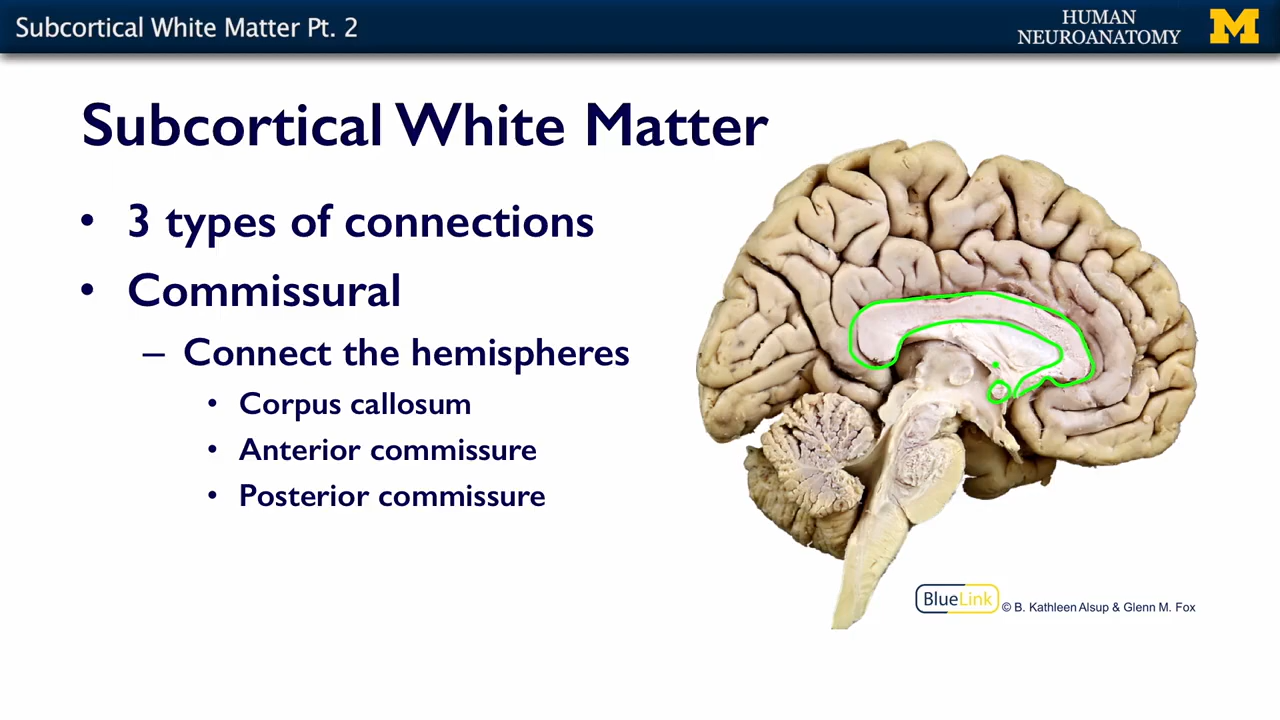 Subcortical White Matter Pt. 2
HUMAN
NEUROANATOMY
M
Subcortical White Matter
• 3 types of connections
• Commissural
– Connect the hemispheres
• Corpus callosum
• Anterior commissure
• Posterior commissure
BlueLink
© B. Kathleen Alsup & Glenn M. Fox